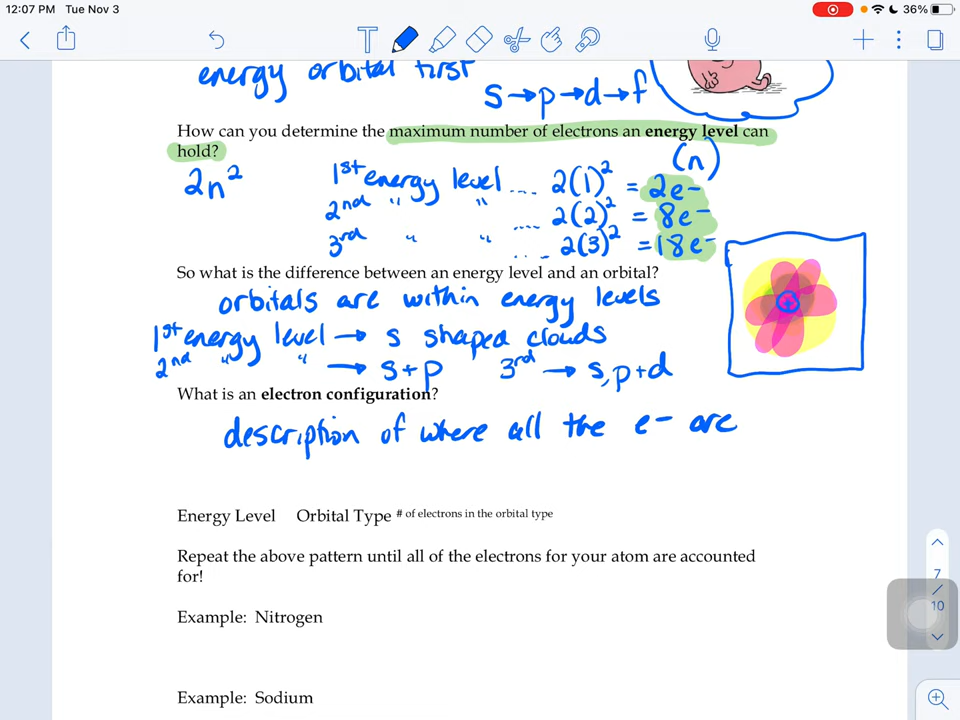 12:07 PM Tue Nov 3 36%
energy orbital first
s → p → d → f
How can you determine the maximum number of electrons an energy level can
hold?
(n)
2n² 1st energy level .... 2(1)² = 2e-
2nd " " .... 2(2)² = 8e-
3rd " " .... 2(3)² = 18e-
So what is the difference between an energy level and an orbital?
orbitals are within energy levels
1st energy level → s shaped clouds
2nd " " → s + p 3rd → s, p + d
+
What is an electron configuration?
description of where all the e- are
Energy Level Orbital Type # of electrons in the orbital type
Repeat the above pattern until all of the electrons for your atom are accounted
for!
Example: Nitrogen
Example: Sodium
7
/
10